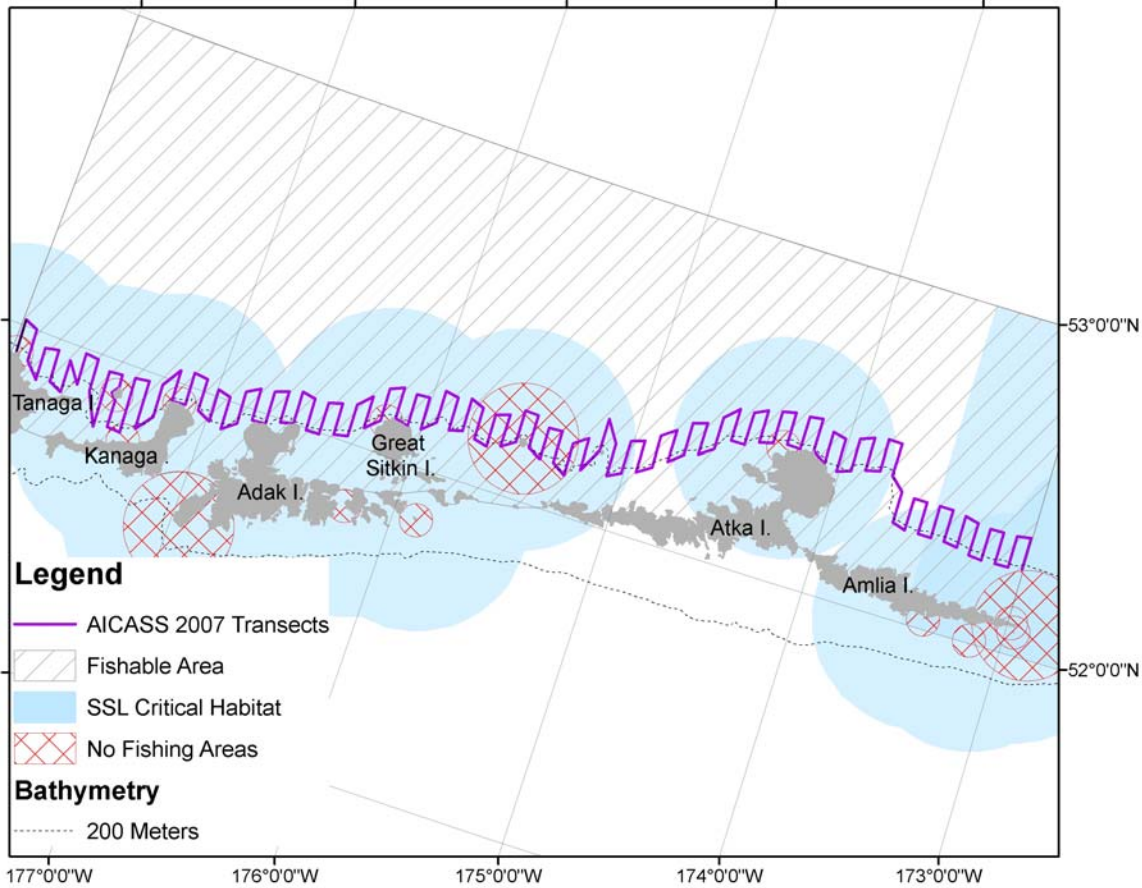 53°0'0"N
Tanaga I.
Kanaga
Great
Sitkin I.
Adak I.
Atka I.
Amlia I.
52°0'0"N
Legend
AICASS 2007 Transects
Fishable Area
SSL Critical Habitat
No Fishing Areas
Bathymetry
200 Meters
177°0'0"W
176°0'0"W
175°0'0"W
174°0'0"W
173°0'0"W